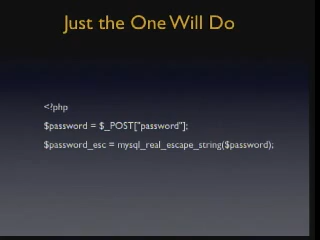 Just the One Will Do
<?php
$password = $_POST["password"];
$password_esc = mysql_real_escape_string($password);